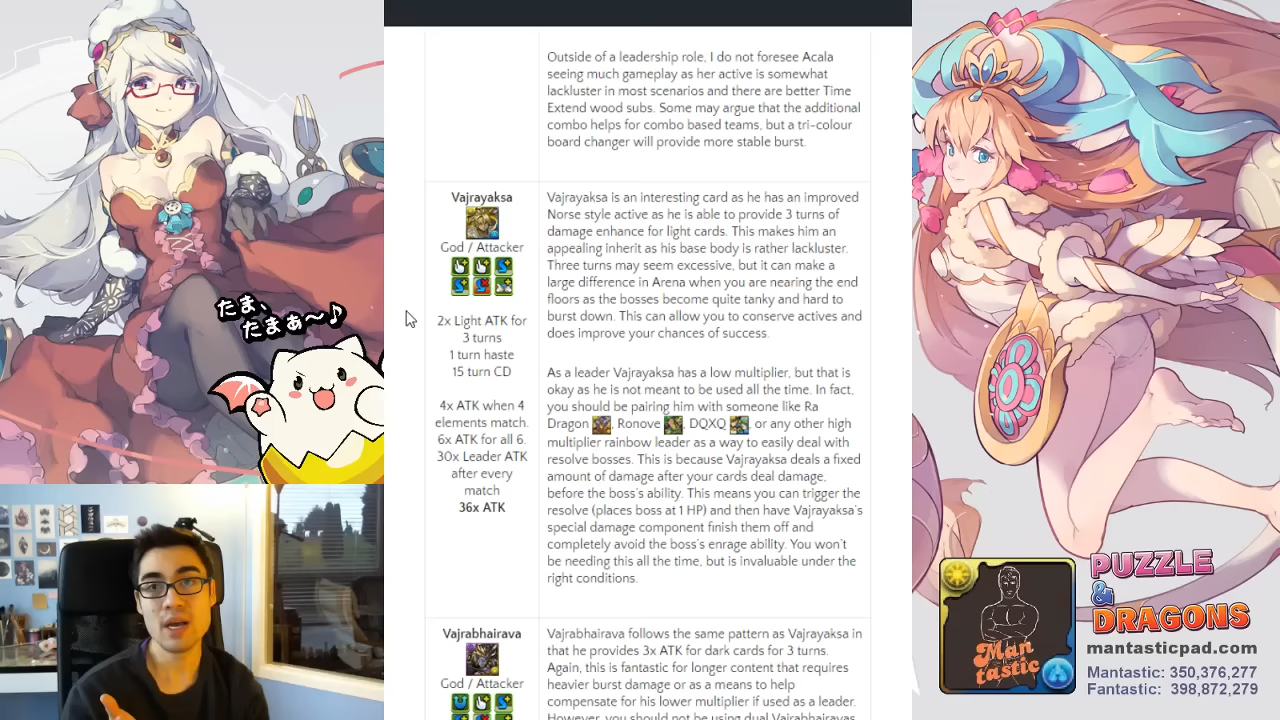 たま、
たまぁ〜♪
Outside of a leadership role, I do not foresee Acala
seeing much gameplay as her active is somewhat
lackluster in most scenarios and there are better Time
Extend wood subs. Some may argue that the additional
combo helps for combo based teams, but a tri-colour
board changer will provide more stable burst.
Vajrayaksa
God / Attacker
2x Light ATK for
3 turns
1 turn haste
15 turn CD
4x ATK when 4
elements match.
6x ATK for all 6.
30x Leader ATK
after every
match
36x ATK
Vajrayaksa is an interesting card as he has an improved
Norse style active as he is able to provide 3 turns of
damage enhance for light cards. This makes him an
appealing inherit as his base body is rather lackluster.
Three turns may seem excessive, but it can make a
large difference in Arena when you are nearing the end
floors as the bosses become quite tanky and hard to
burst down. This can allow you to conserve actives and
does improve your chances of success.
As a leader Vajrayaksa has a low multiplier, but that is
okay as he is not meant to be used all the time. In fact,
you should be pairing him with someone like Ra
Dragon , Ronove , DQXQ , or any other high
multiplier rainbow leader as a way to easily deal with
resolve bosses. This is because Vajrayaksa deals a fixed
amount of damage after your cards deal damage,
before the boss's ability. This means you can trigger the
resolve (places boss at 1 HP) and then have Vajrayaksa's
special damage component finish them off and
completely avoid the boss's enrage ability. You won't
be needing this all the time, but is invaluable under the
right conditions.
Vajrabhairava
God / Attacker
Vajrabhairava follows the same pattern as Vajrayaksa in
that he provides 3x ATK for dark cards for 3 turns.
Again, this is fantastic for longer content that requires
heavier burst damage or as a means to help
compensate for his lower multiplier if used as a leader.
However, you should not be using dual Vajrabhairavas
Man
tastic
PUZZLE
&
DRAGONS
mantasticpad.com
Mantastic: 350,376,277
Fantastic: 398,872,279